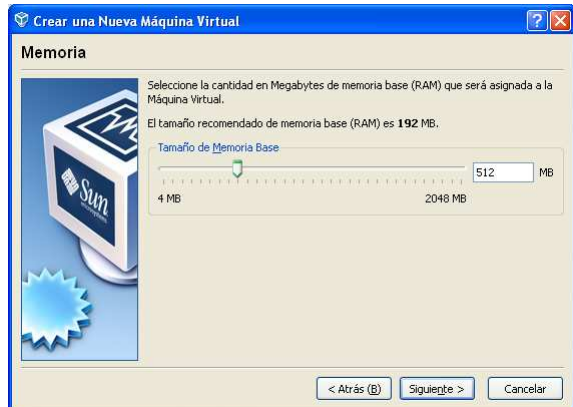 Crear una Nueva Máquina Virtual
Memoria
Seleccione la cantidad en Megabytes de memoria base (RAM) que será asignada a la
Máquina Virtual.
El tamaño recomendado de memoria base (RAM) es 192 MB.
Tamaño de Memoria Base
512 MB
4 MB 2048 MB
Sun
microsystems
< Atrás (B) Siguiente > Cancelar